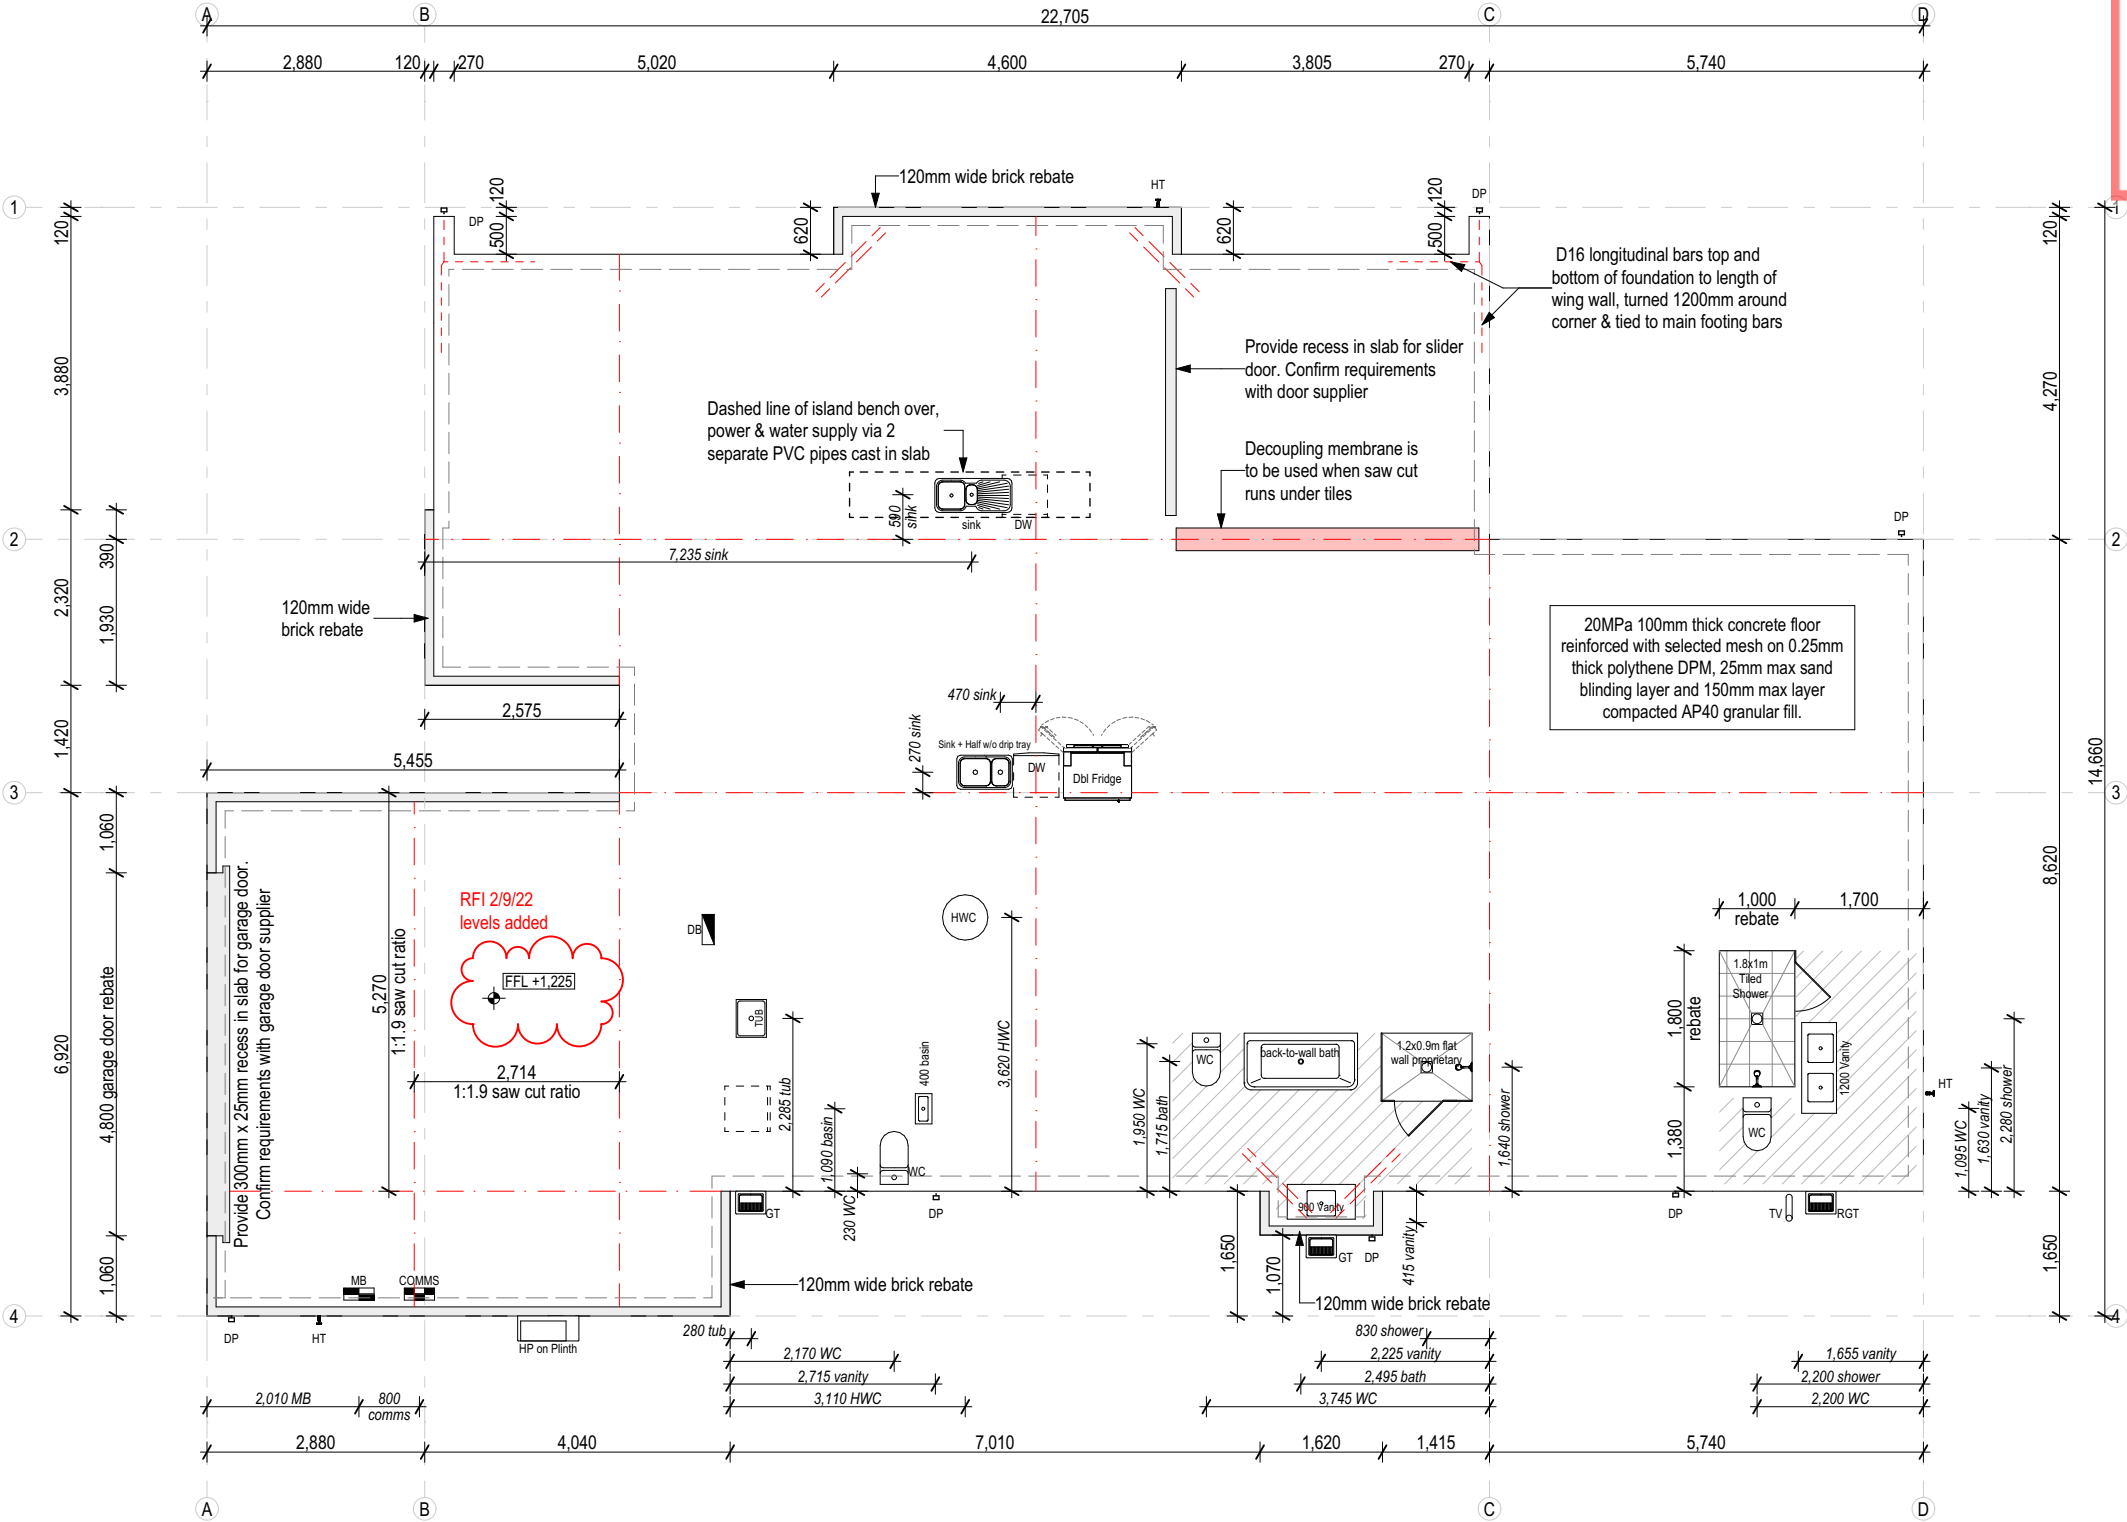 A
B
C
D
22,705
2,880
120
270
5,020
4,600
3,805
270
5,740
1
1
120
3,880
2,320
1,420
6,920
390
1,930
1,060
4,800 garage door rebate
1,060
2
2
3
3
4
4
120
4,270
8,620
1,650
14,660
DP
120
500
620
120mm wide brick rebate
HT
620
120
500
DP
D16 longitudinal bars top and
bottom of foundation to length of
wing wall, turned 1200mm around
corner & tied to main footing bars
Provide recess in slab for slider
door. Confirm requirements
with door supplier
Dashed line of island bench over,
power & water supply via 2
separate PVC pipes cast in slab
Decoupling membrane is
to be used when saw cut
runs under tiles
590
sink
sink
DW
7,235 sink
DP
120mm wide
brick rebate
20MPa 100mm thick concrete floor
reinforced with selected mesh on 0.25mm
thick polythene DPM, 25mm max sand
blinding layer and 150mm max layer
compacted AP40 granular fill.
2,575
5,455
470 sink
270 sink
Sink + Half w/o drip tray
DW
Dbl Fridge
Provide 300mm x 25mm recess in slab for garage door.
Confirm requirements with garage door supplier
5,270
1:1.9 saw cut ratio
RFI 2/9/22
levels added
FFL +1,225
2,714
1:1.9 saw cut ratio
DB
HWC
TUB
2,285 tub
1,090 basin
400 basin
3,620 HWC
WC
230 WC
GT
DP
1,950 WC
1,715 bath
WC
back-to-wall bath
1.2x0.9m flat
wall proprietary
1,640 shower
900 Vanity
415 vanity
GT
DP
1,650
1,070
120mm wide brick rebate
120mm wide brick rebate
1,000
rebate
1,700
1.8x1m
Tiled
Shower
1,800
rebate
1200 Vanity
WC
1,380
HT
1,095 WC
1,630 vanity
2,280 shower
DP
TV
RGT
MB
COMMS
DP
HT
HP on Plinth
280 tub
2,170 WC
2,715 vanity
3,110 HWC
830 shower
2,225 vanity
2,495 bath
3,745 WC
1,655 vanity
2,200 shower
2,200 WC
2,010 MB
800
comms
2,880
4,040
7,010
1,620
1,415
5,740
A
B
C
D